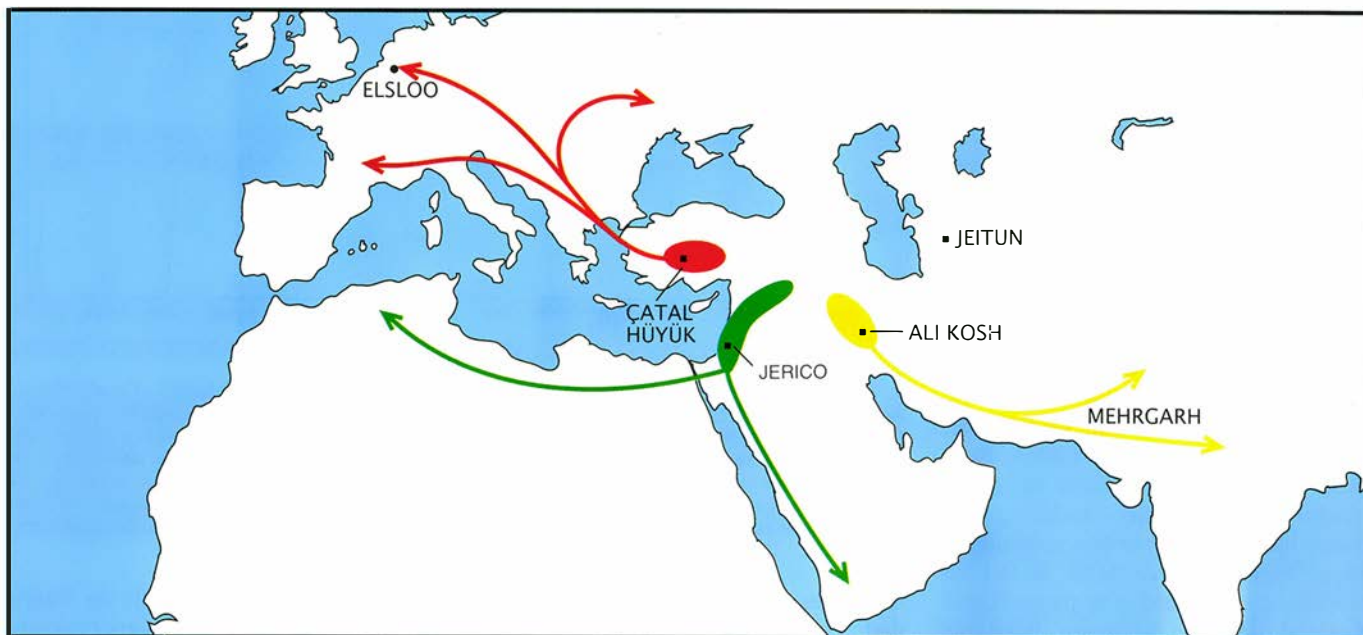 ELSLOO
JEITUN
ÇATAL
HÜYÜK
ALI KOSH
JERICO
MEHRGARH